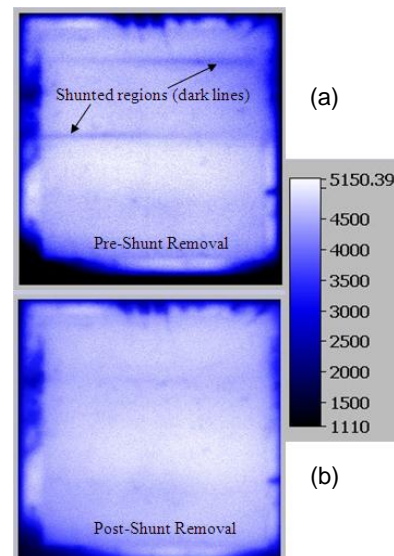 (a)
Shunted regions (dark lines)
Pre-Shunt Removal
5150.39
4500
4000
3500
3000
2500
2000
1500
1110
(b)
Post-Shunt Removal